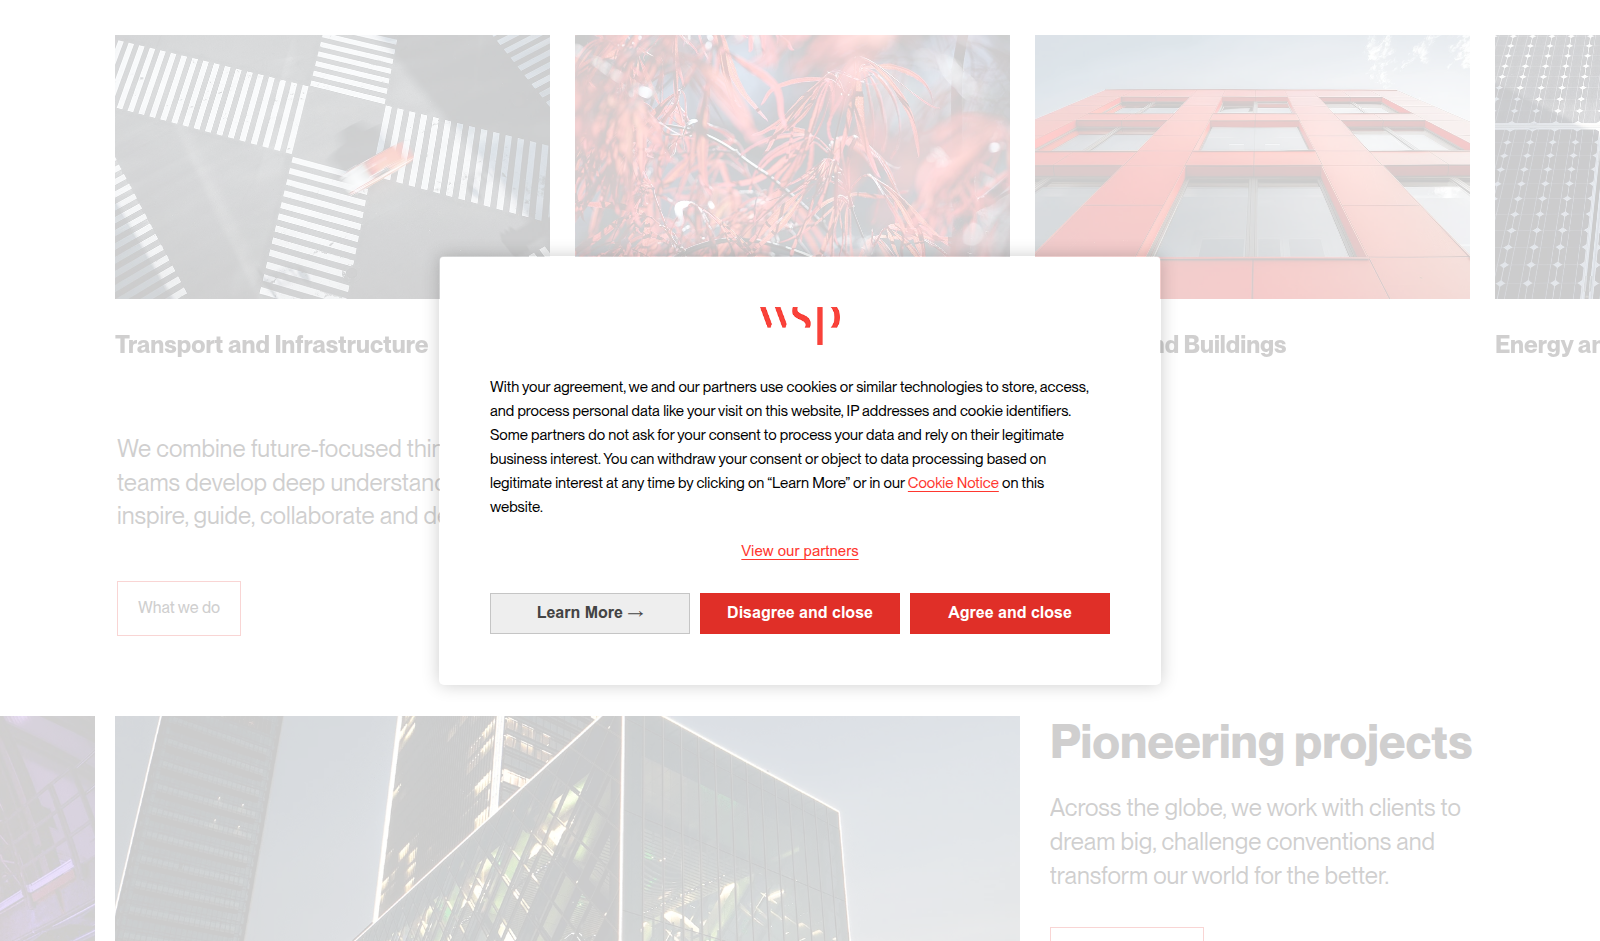 Transport and Infrastructure
nd Buildings
Energy ar
We combine future-focused thin
teams develop deep understand
inspire, guide, collaborate and de
What we do
wsp
With your agreement, we and our partners use cookies or similar technologies to store, access,
and process personal data like your visit on this website, IP addresses and cookie identifiers.
Some partners do not ask for your consent to process your data and rely on their legitimate
business interest. You can withdraw your consent or object to data processing based on
legitimate interest at any time by clicking on “Learn More” or in our Cookie Notice on this
website.
View our partners
Learn More →
Disagree and close
Agree and close
Pioneering projects
Across the globe, we work with clients to
dream big, challenge conventions and
transform our world for the better.